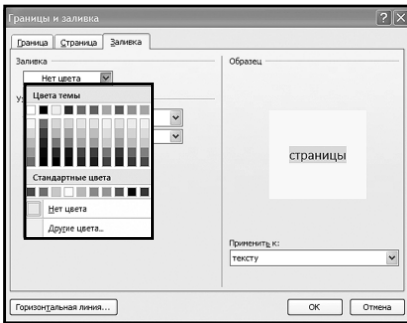 Границы и заливка
Граница Страница Заливка
Заливка
Нет цвета
Цвета темы
Стандартные цвета
Нет цвета
Другие цвета...
Образец
страницы
Применить к:
тексту
Горизонтальная линия...
ОК Отмена